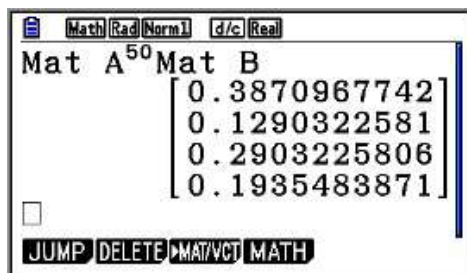 Math Rad Norm1 d/c Real
Mat A⁵⁰Mat B
0.3870967742
0.1290322581
0.2903225806
0.1935483871
JUMP DELETE ▶MAT/VCT MATH